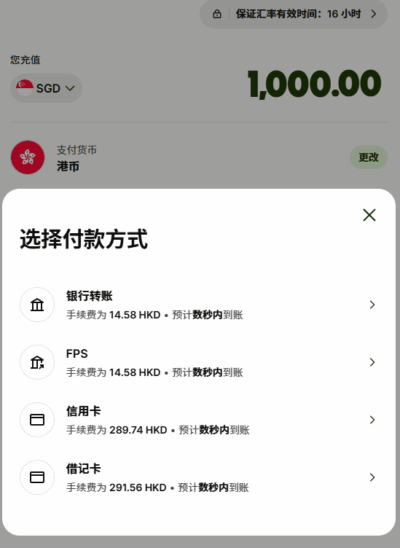 保证汇率有效时间：16 小时
您充值
SGD
1,000.00
支付货币
港币
更改
选择付款方式
银行转账
手续费为 14.58 HKD • 预计数秒内到账
FPS
手续费为 14.58 HKD • 预计数秒内到账
信用卡
手续费为 289.74 HKD • 预计数秒内到账
借记卡
手续费为 291.56 HKD • 预计数秒内到账